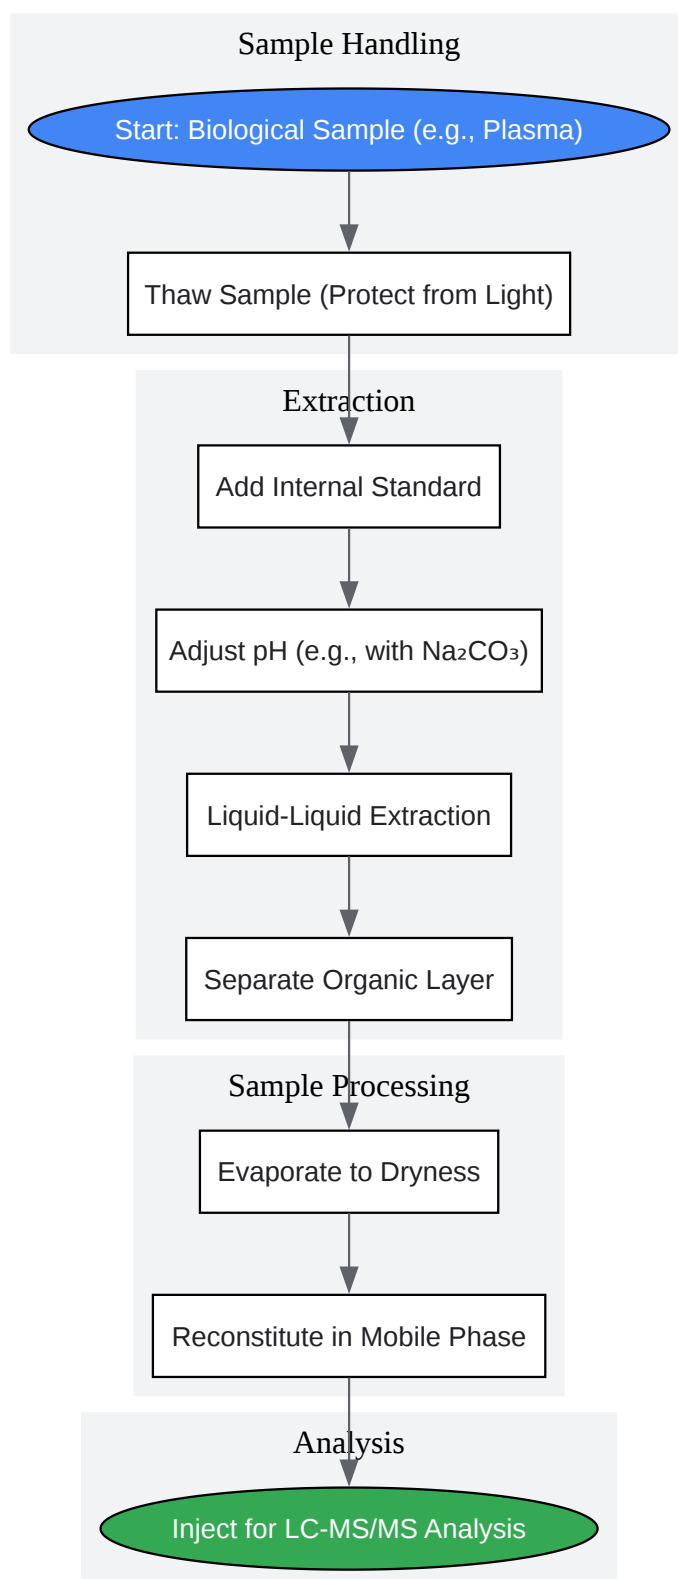 Sample Handling
Start: Biological Sample (e.g., Plasma)
Thaw Sample (Protect from Light)
Extraction
Add Internal Standard
Adjust pH (e.g., with Na₂CO₃)
Liquid-Liquid Extraction
Separate Organic Layer
Sample Processing
Evaporate to Dryness
Reconstitute in Mobile Phase
Analysis
Inject for LC-MS/MS Analysis